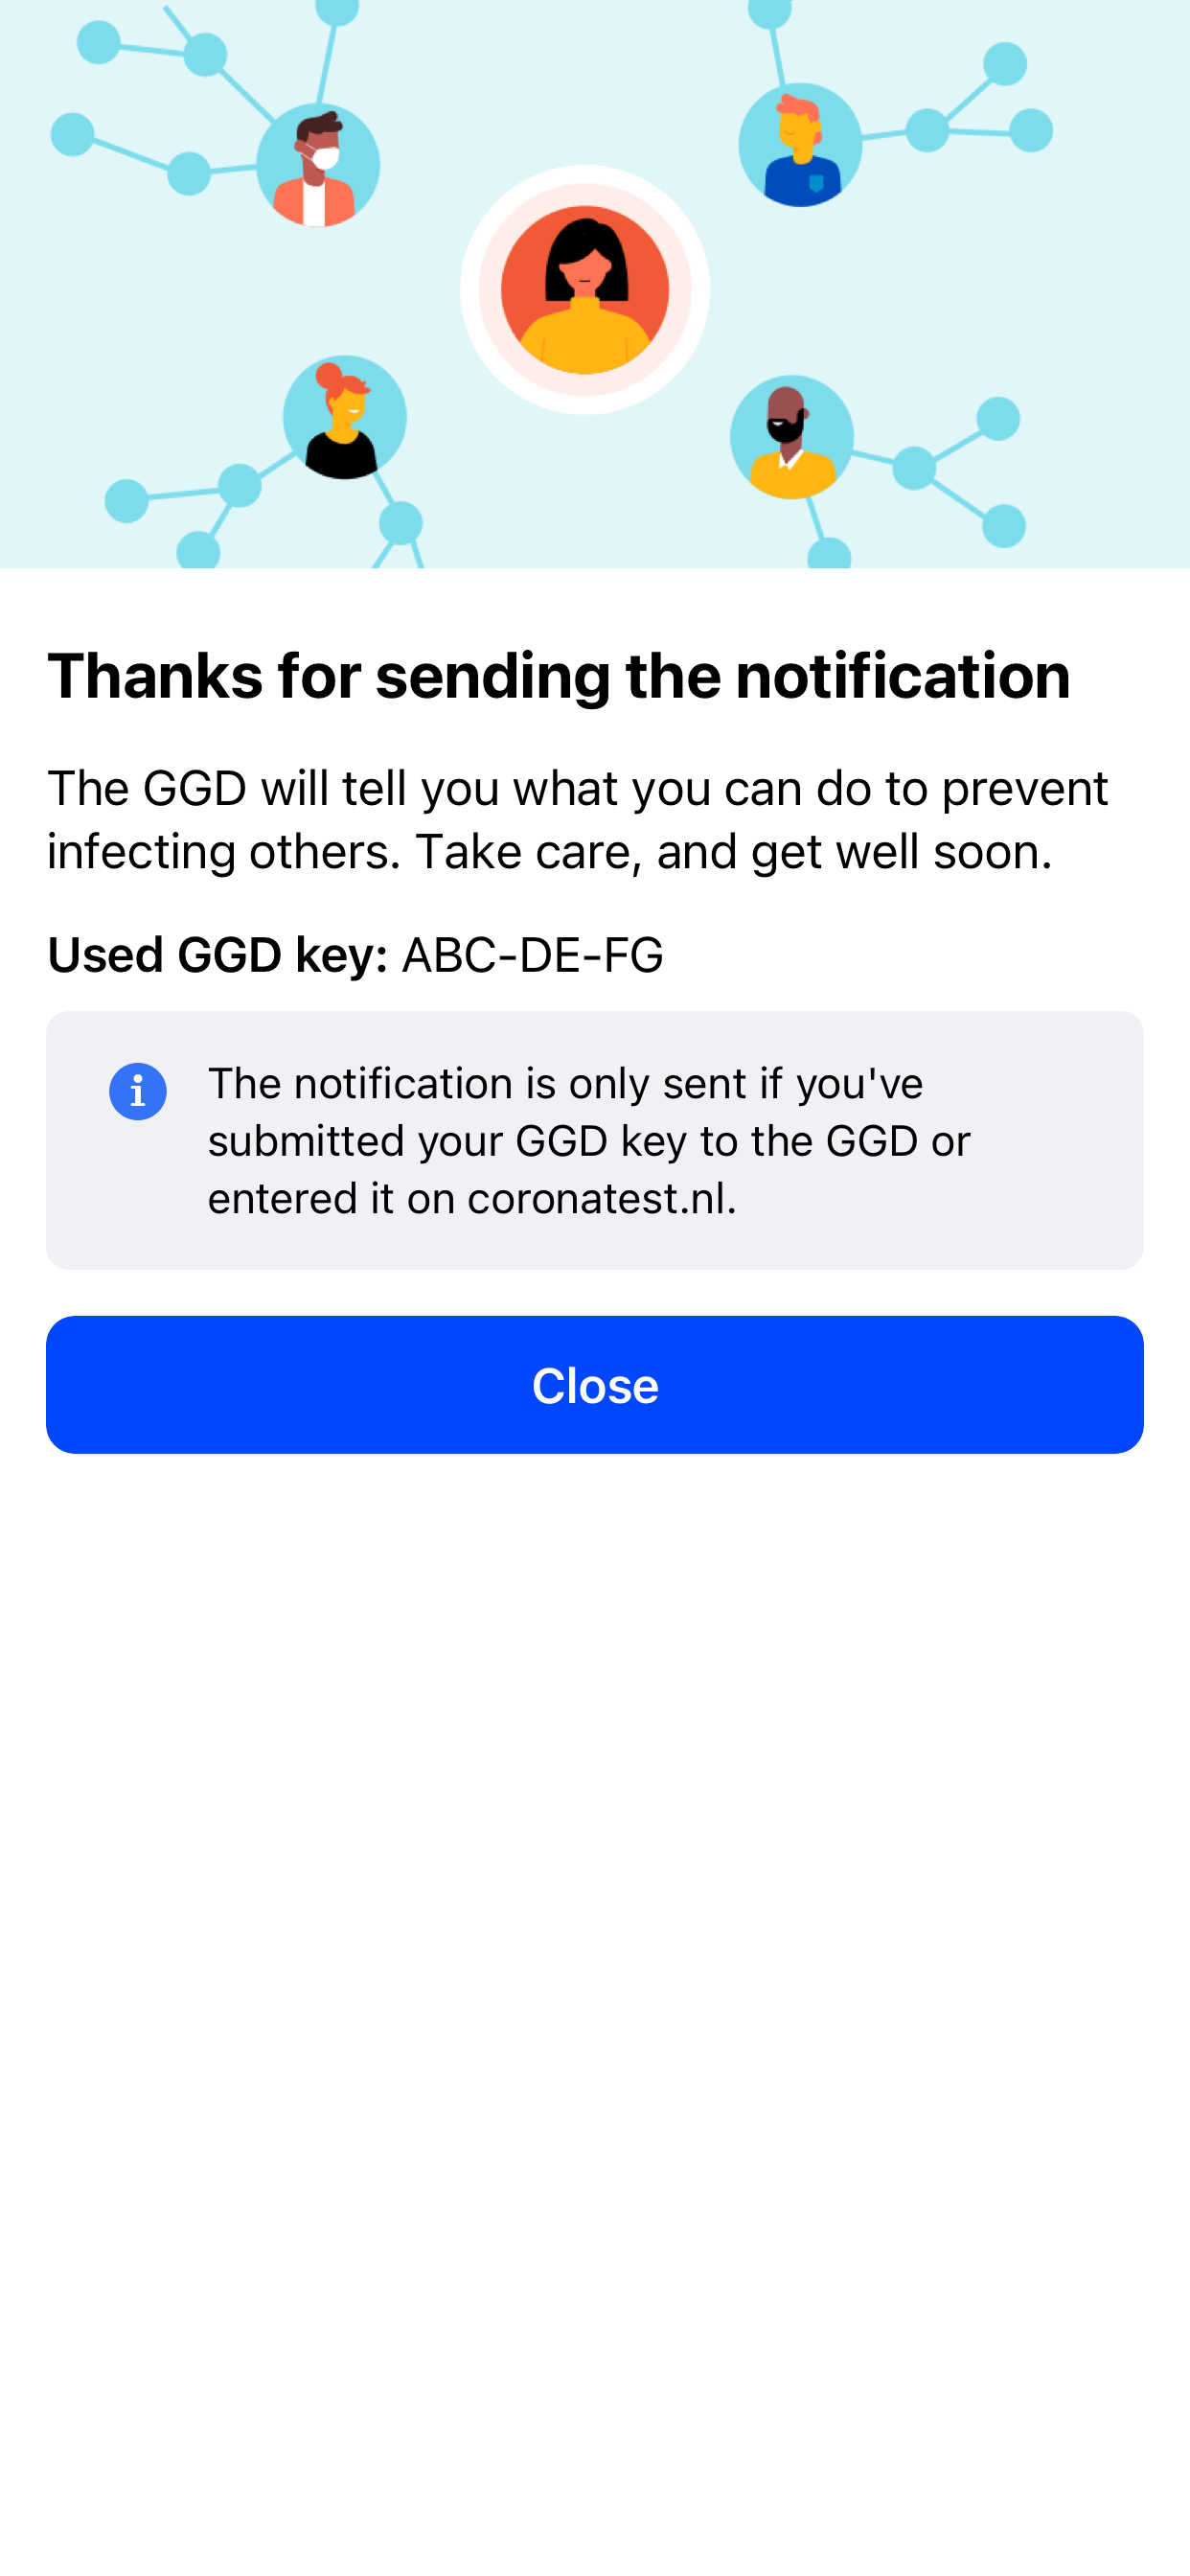 Thanks for sending the notification
The GGD will tell you what you can do to prevent
infecting others. Take care, and get well soon.
Used GGD key: ABC-DE-FG
The notification is only sent if you've
submitted your GGD key to the GGD or
entered it on coronatest.nl.
Close